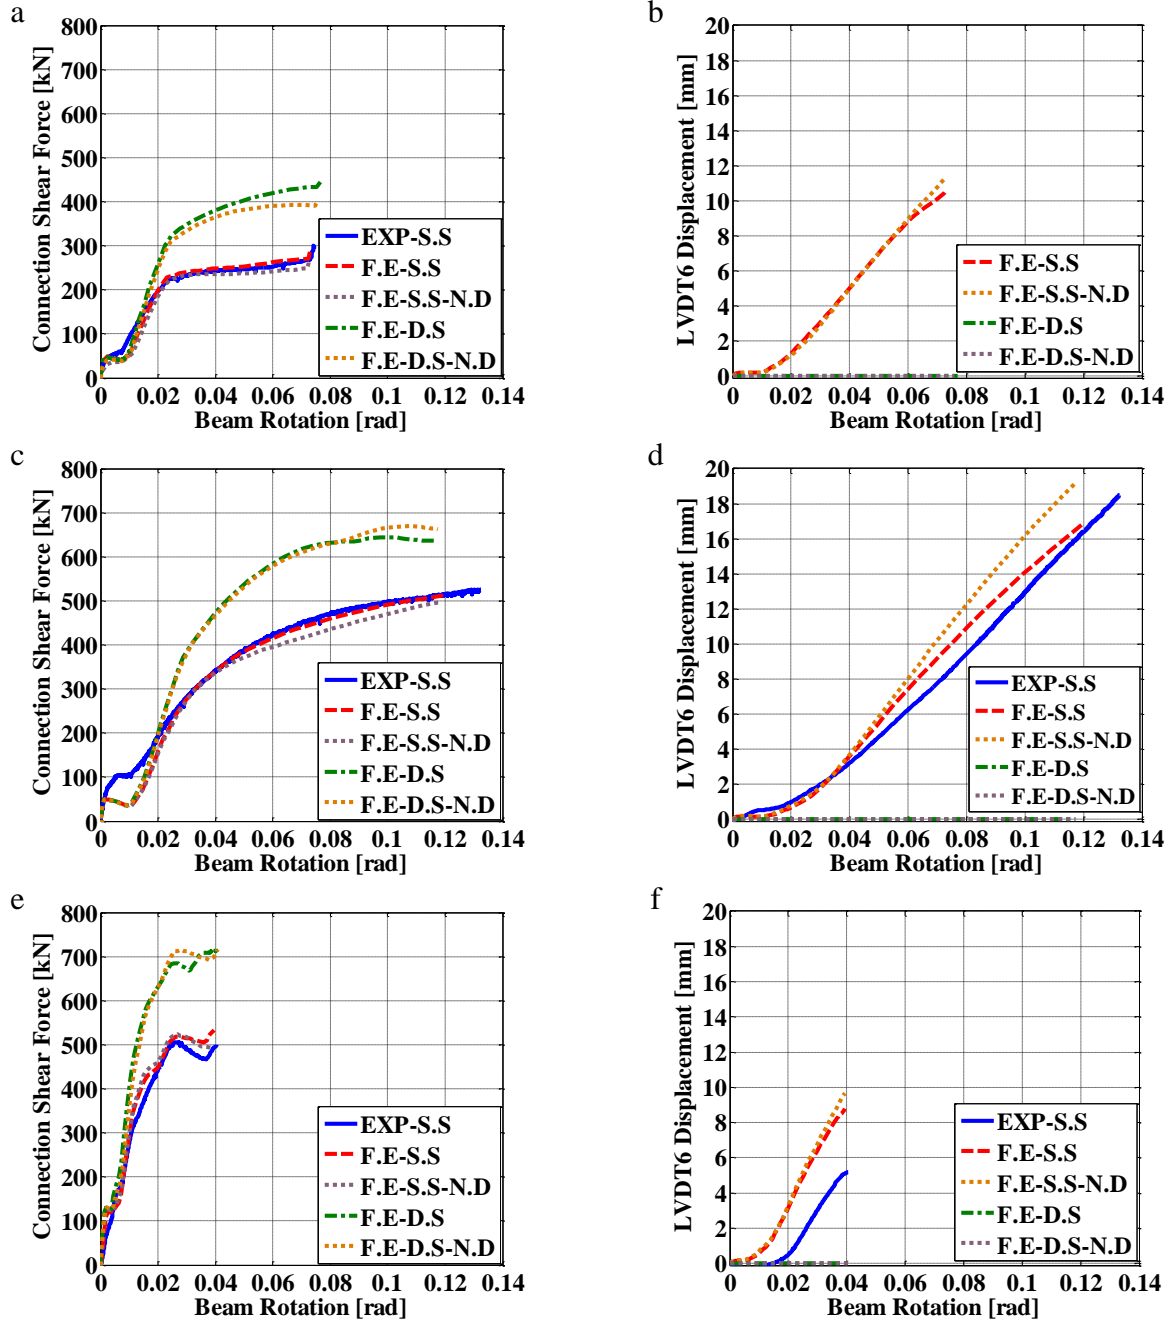 a
Connection Shear Force [kN]
800
700
600
500
400
300
200
100
0
0 0.02 0.04 0.06 0.08 0.1 0.12 0.14
Beam Rotation [rad]
EXP-S.S
F.E-S.S
F.E-S.S-N.D
F.E-D.S
F.E-D.S-N.D
b
LVDT6 Displacement [mm]
20
18
16
14
12
10
8
6
4
2
0
0 0.02 0.04 0.06 0.08 0.1 0.12 0.14
Beam Rotation [rad]
F.E-S.S
F.E-S.S-N.D
F.E-D.S
F.E-D.S-N.D
c
Connection Shear Force [kN]
800
700
600
500
400
300
200
100
0
0 0.02 0.04 0.06 0.08 0.1 0.12 0.14
Beam Rotation [rad]
EXP-S.S
F.E-S.S
F.E-S.S-N.D
F.E-D.S
F.E-D.S-N.D
d
LVDT6 Displacement [mm]
20
18
16
14
12
10
8
6
4
2
0
0 0.02 0.04 0.06 0.08 0.1 0.12 0.14
Beam Rotation [rad]
EXP-S.S
F.E-S.S
F.E-S.S-N.D
F.E-D.S
F.E-D.S-N.D
e
Connection Shear Force [kN]
800
700
600
500
400
300
200
100
0
0 0.02 0.04 0.06 0.08 0.1 0.12 0.14
Beam Rotation [rad]
EXP-S.S
F.E-S.S
F.E-S.S-N.D
F.E-D.S
F.E-D.S-N.D
f
LVDT6 Displacement [mm]
20
18
16
14
12
10
8
6
4
2
0
0 0.02 0.04 0.06 0.08 0.1 0.12 0.14
Beam Rotation [rad]
EXP-S.S
F.E-S.S
F.E-S.S-N.D
F.E-D.S
F.E-D.S-N.D